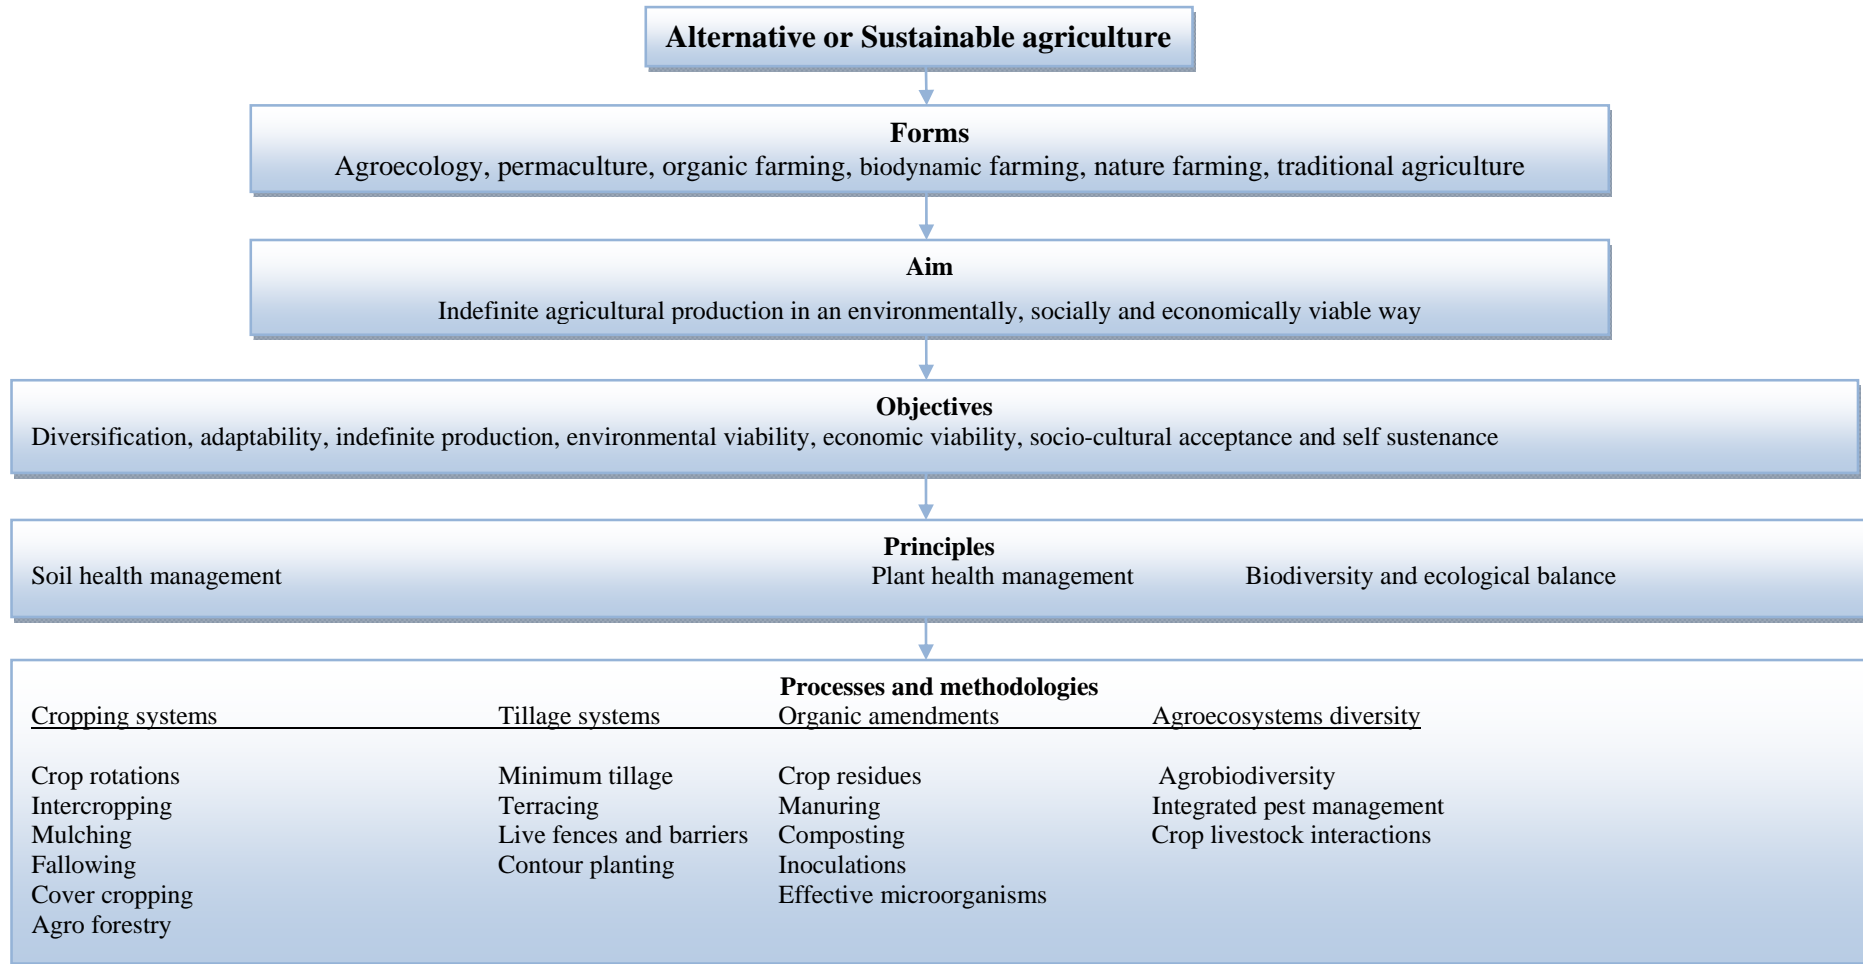 Alternative or Sustainable agriculture
Forms
Agroecology, permaculture, organic farming, biodynamic farming, nature farming, traditional agriculture
Aim
Indefinite agricultural production in an environmentally, socially and economically viable way
Objectives
Diversification, adaptability, indefinite production, environmental viability, economic viability, socio-cultural acceptance and self sustenance
Principles
Soil health management Plant health management Biodiversity and ecological balance
Processes and methodologies
Cropping systems Tillage systems Organic amendments Agroecosystems diversity
Crop rotations Minimum tillage Crop residues Agrobiodiversity
Intercropping Terracing Manuring Integrated pest management
Mulching Live fences and barriers Composting Crop livestock interactions
Fallowing Contour planting Inoculations
Cover cropping Effective microorganisms
Agro forestry